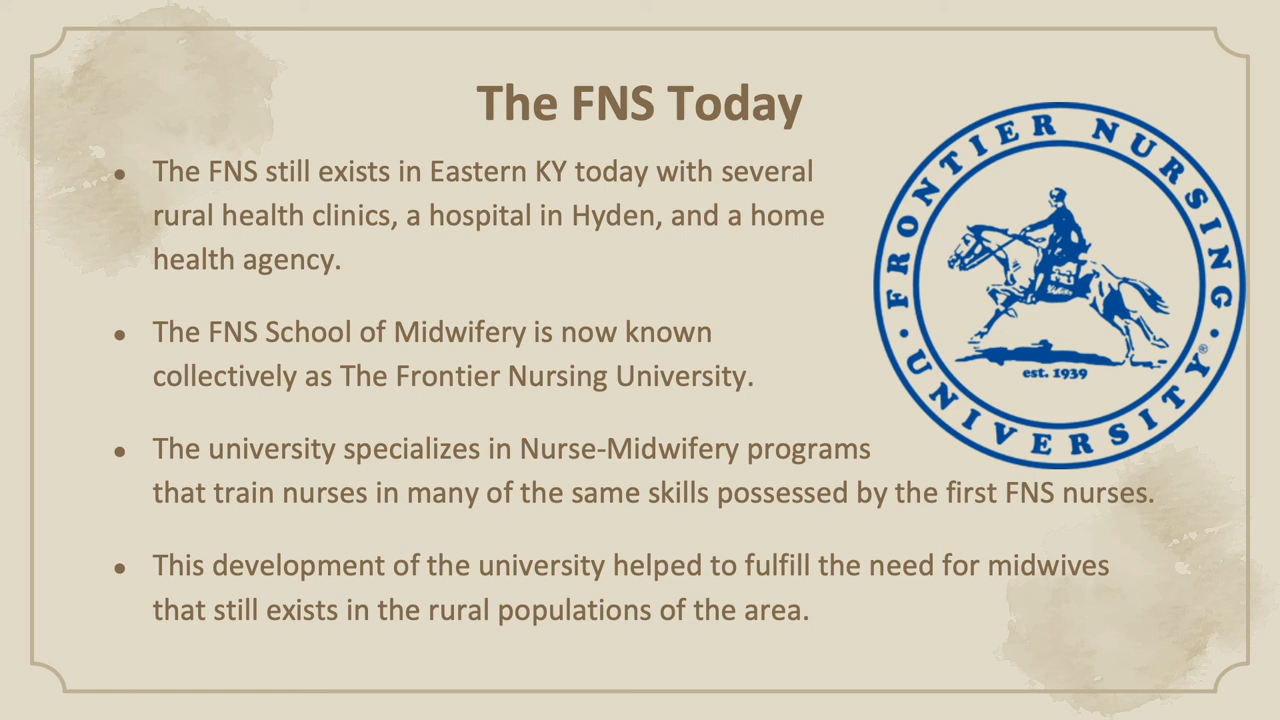 The FNS Today
• The FNS still exists in Eastern KY today with several
rural health clinics, a hospital in Hyden, and a home
health agency.
• The FNS School of Midwifery is now known
collectively as The Frontier Nursing University.
• The university specializes in Nurse-Midwifery programs
that train nurses in many of the same skills possessed by the first FNS nurses.
• This development of the university helped to fulfill the need for midwives
that still exists in the rural populations of the area.
FRONTIER NURSING
· UNIVERSITY ·
®
est. 1939